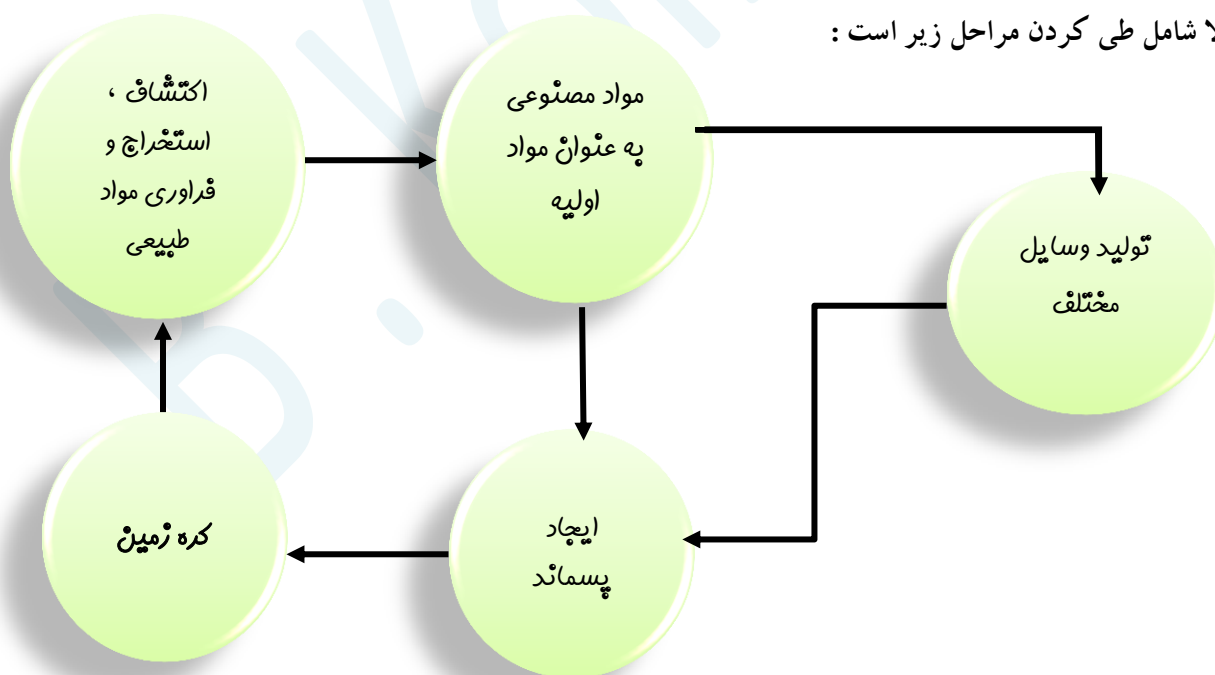 لا شامل طی کردن مراحل زیر است :
اکتشاف ،
استخراج و
فراوری مواد
طبیعی
مواد مصنوعی
به عنوان مواد
اولیه
تولید وسایل
مختلف
ایجاد
پسماند
کره زمین